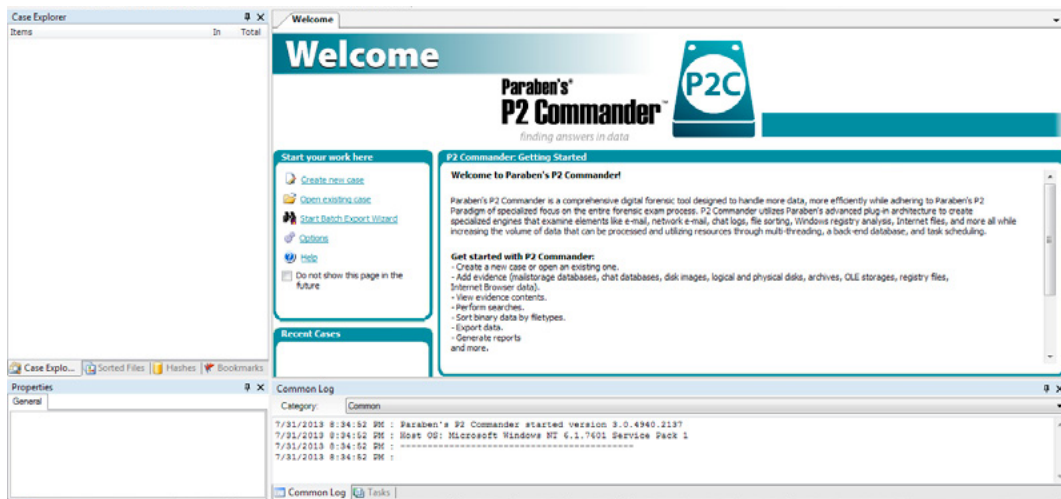 Case Explorer
Items In Total
Case Explo... Sorted Files Hashes Bookmarks
Properties
General
Welcome
Welcome
Paraben's®
P2 Commander™
finding answers in data
P2C
Start your work here
Create new case
Open existing case
Start Batch Export Wizard
Options
Help
Do not show this page in the
future
Recent Cases
P2 Commander: Getting Started
Welcome to Paraben's P2 Commander!
Paraben's P2 Commander is a comprehensive digital forensic tool designed to handle more data, more efficiently while adhering to Paraben's P2
Paradigm of specialized focus on the entire forensic exam process. P2 Commander utilizes Paraben's advanced plug-in architecture to create
specialized engines that examine elements like e-mail, network e-mail, chat logs, file sorting, Windows registry analysis, Internet files, and more all while
increasing the volume of data that can be processed and utilizing resources through multi-threading, a back-end database, and task scheduling.
Get started with P2 Commander:
- Create a new case or open an existing one.
- Add evidence (mailstorage databases, chat databases, disk images, logical and physical disks, archives, OLE storages, registry files,
Internet Browser data).
- View evidence contents.
- Perform searches.
- Sort binary data by filetypes.
- Export data.
- Generate reports
and more.
Common Log
Category: Common
7/31/2013 8:34:52 PM : Paraben's P2 Commander started version 3.0.4940.2137
7/31/2013 8:34:52 PM : Host OS: Microsoft Windows NT 6.1.7601 Service Pack 1
7/31/2013 8:34:52 PM : --------------------------------------------
7/31/2013 8:34:52 PM :
Common Log Tasks